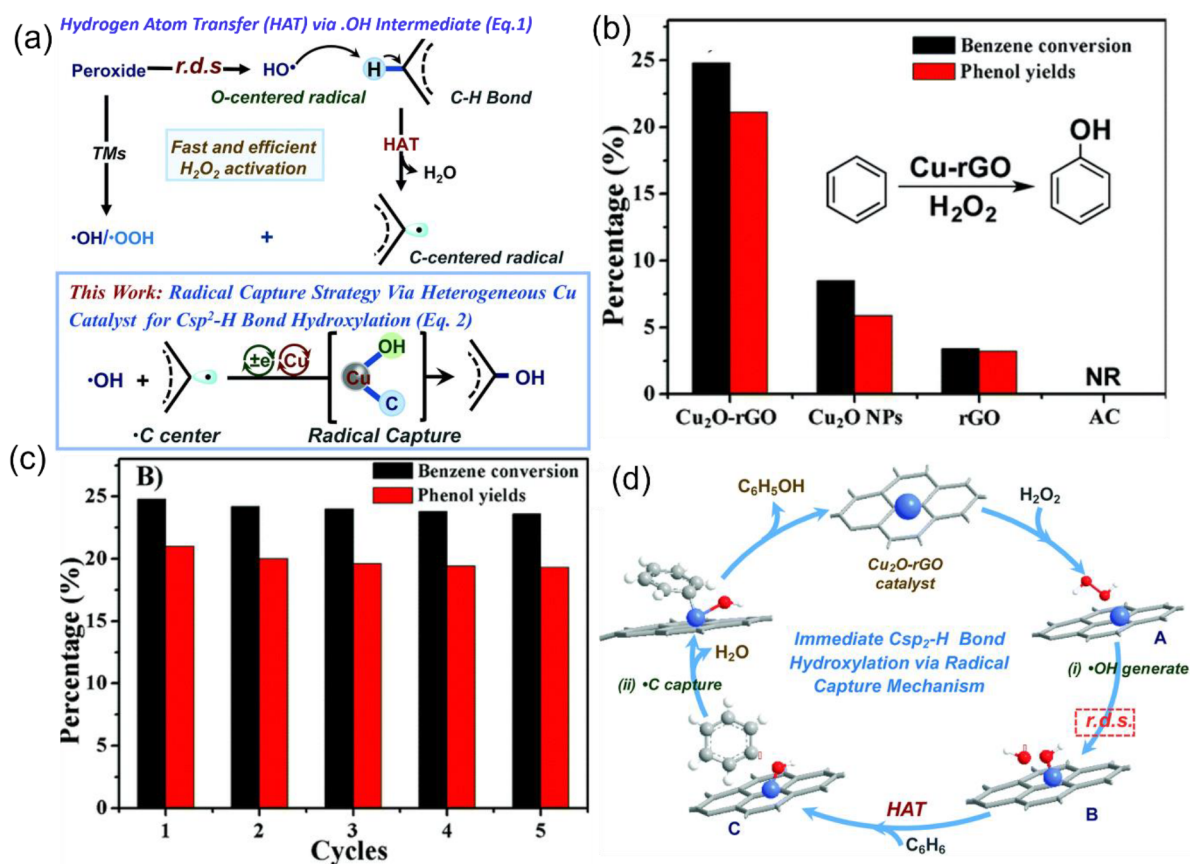 (a)
Hydrogen Atom Transfer (HAT) via .OH Intermediate (Eq.1)
Peroxide
r.d.s
HO•
H
O-centered radical
C-H Bond
TMs
Fast and efficient
H₂O₂ activation
HAT
H₂O
•OH/•OOH
+
C-centered radical
This Work: Radical Capture Strategy Via Heterogeneous Cu
Catalyst for Csp²-H Bond Hydroxylation (Eq. 2)
•OH +
±e
Cu
Cu
OH
C
OH
•C center
Radical Capture
(b)
Benzene conversion
Phenol yields
Percentage (%)
25
20
15
10
5
0
Cu-rGO
H₂O₂
OH
NR
Cu₂O-rGO
Cu₂O NPs
rGO
AC
(c)
B)
Benzene conversion
Phenol yields
Percentage (%)
25
20
15
10
5
0
1
2
3
4
5
Cycles
(d)
C₆H₅OH
H₂O₂
Cu₂O-rGO
catalyst
A
Immediate Csp₂-H Bond
Hydroxylation via Radical
Capture Mechanism
(i) •OH generate
r.d.s.
B
HAT
C₆H₆
C
(ii) •C capture
H₂O